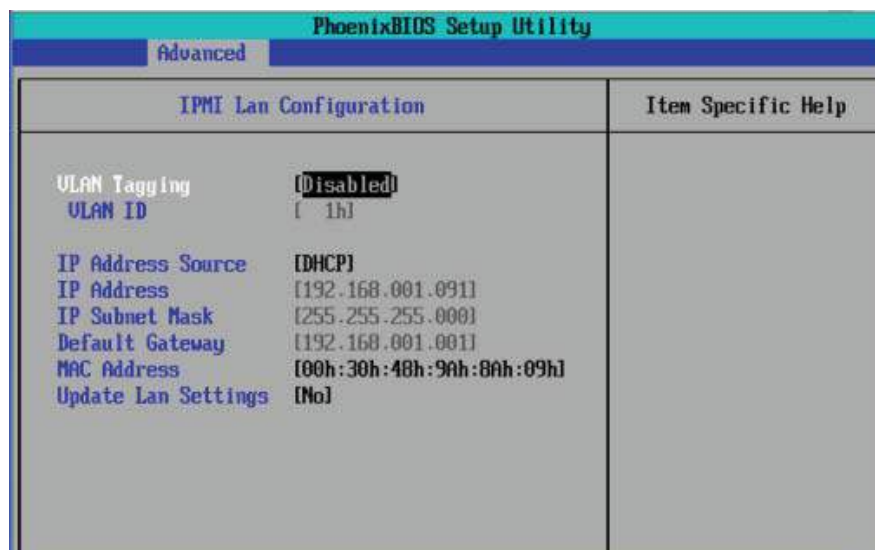 PhoenixBIOS Setup Utility
Advanced
IPMI Lan Configuration
Item Specific Help
VLAN Tagging [Disabled]
VLAN ID [ 1h]
IP Address Source [DHCP]
IP Address [192.168.001.091]
IP Subnet Mask [255.255.255.000]
Default Gateway [192.168.001.001]
MAC Address [00h:30h:48h:9Ah:8Ah:09h]
Update Lan Settings [No]